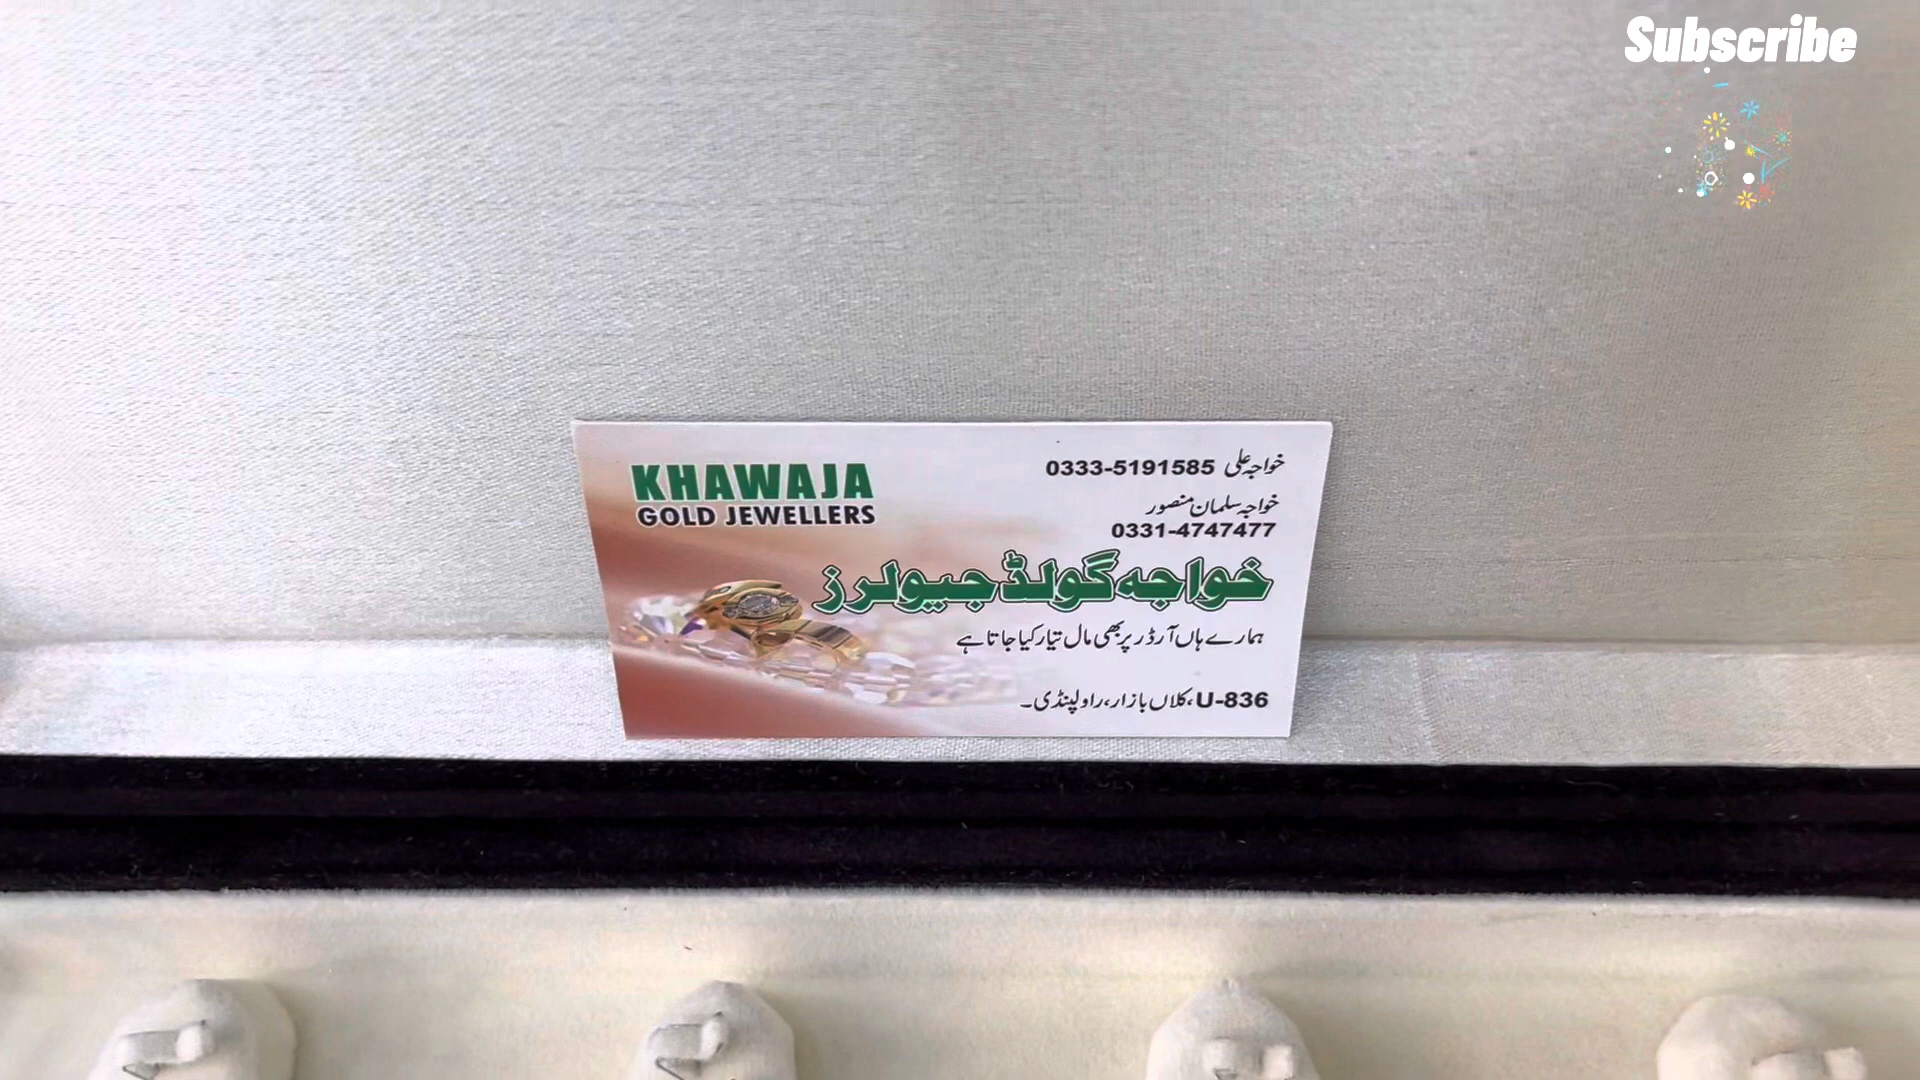 Subscribe
KHAWAJA
GOLD JEWELLERS
خواجہ علی 0333-5191585
خواجہ سلمان منصور
0331-4747477
خواجہ گولڈ جیولرز
ہمارے ہاں آرڈر پر بھی مال تیار کیا جاتا ہے
U-836، کلاں بازار، راولپنڈی۔